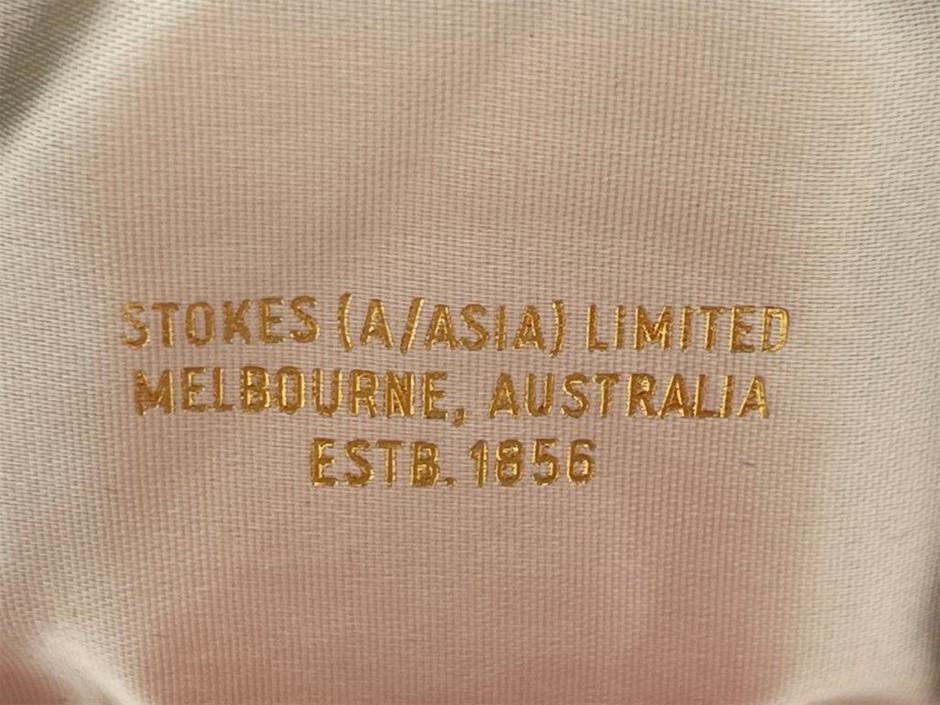 STOKES (A/ASIA) LIMITED
MELBOURNE, AUSTRALIA
ESTB. 1856